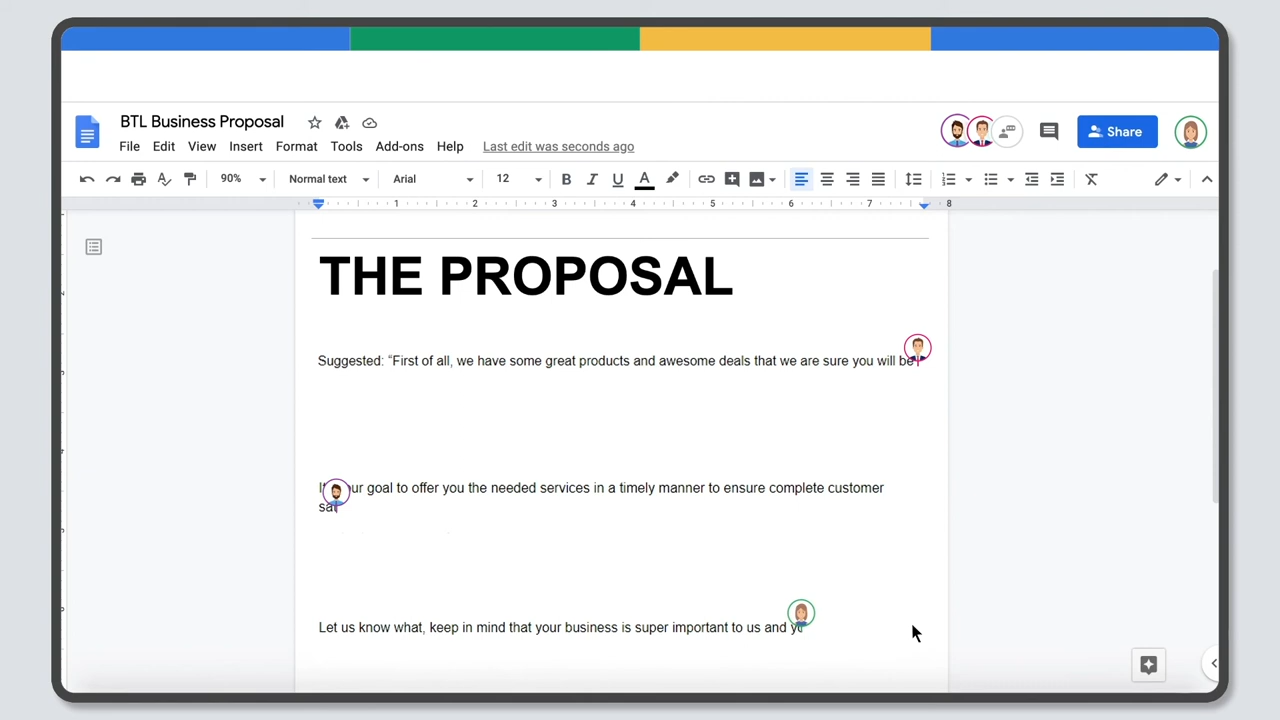 BTL Business Proposal
File Edit View Insert Format Tools Add-ons Help Last edit was seconds ago
Share
90% Normal text Arial 12 B I U A
1 2 3 4 5 6 7 8
THE PROPOSAL
Suggested: “First of all, we have some great products and awesome deals that we are sure you will be
goal to offer you the needed services in a timely manner to ensure complete customer
sat
Let us know what, keep in mind that your business is super important to us and